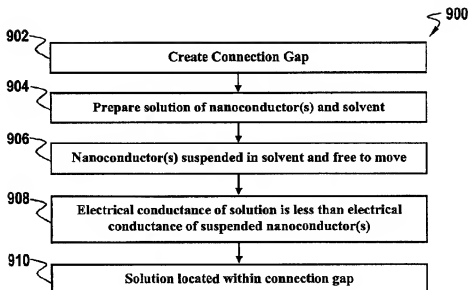 900
902
Create Connection Gap
904
Prepare solution of nanoconductor(s) and solvent
906
Nanoconductor(s) suspended in solvent and free to move
908
Electrical conductance of solution is less than electrical
conductance of suspended nanoconductor(s)
910
Solution located within connection gap